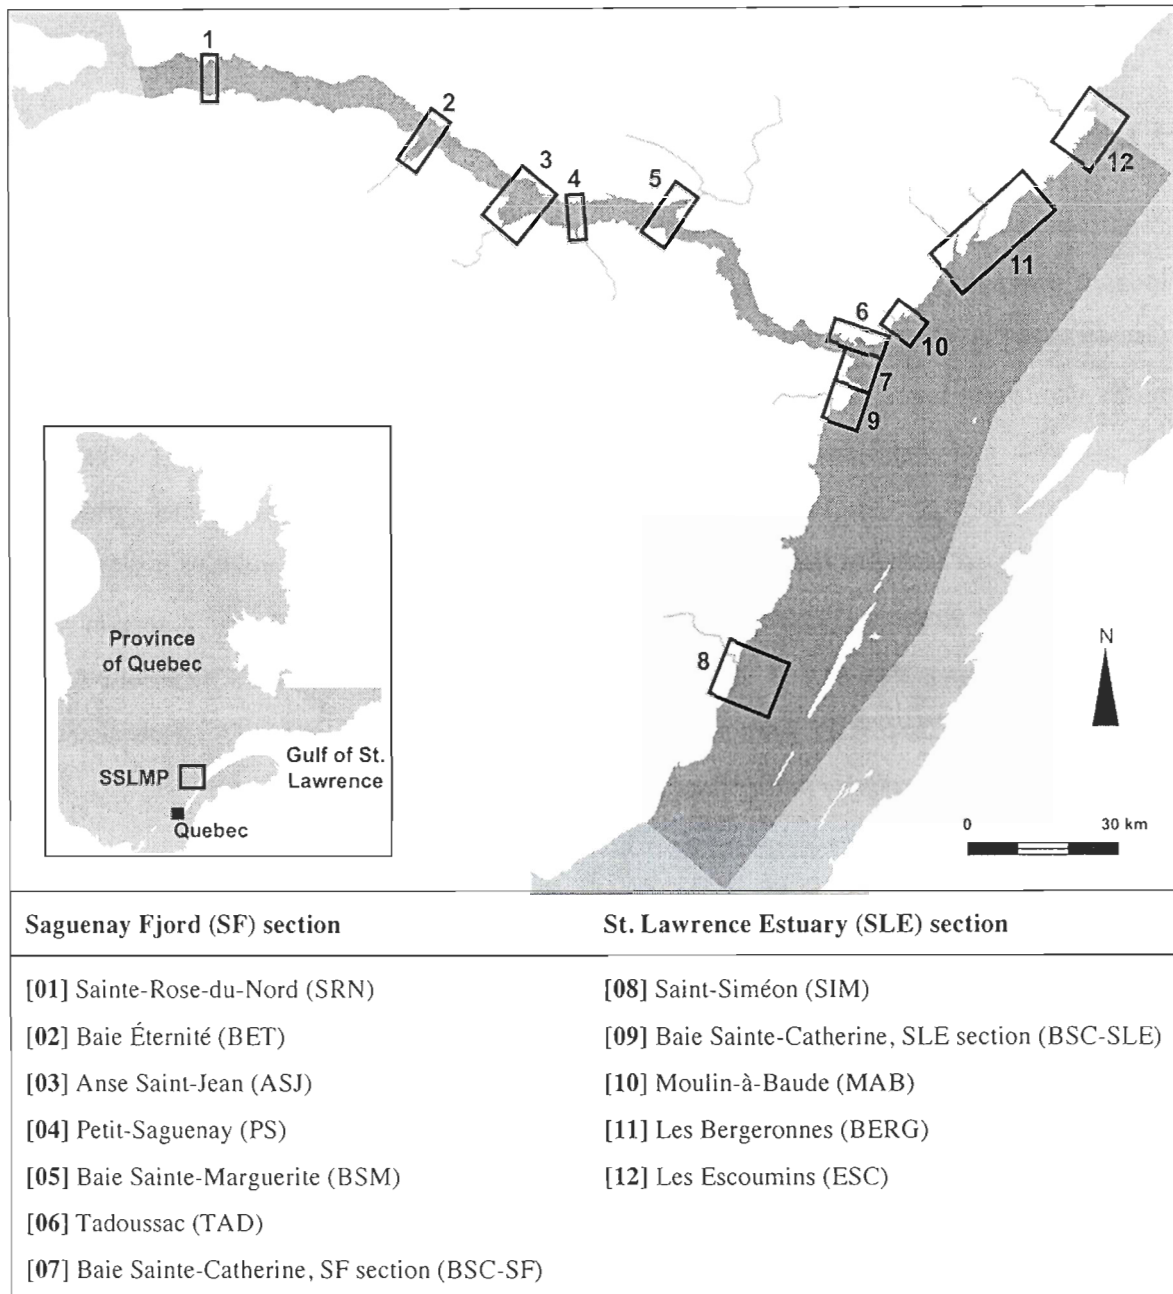 1
2
3
4
5
12
11
6
10
7
9
8
N
Province
of Quebec
Gulf of St.
Lawrence
SSLMP
Quebec
0 30 km
Saguenay Fjord (SF) section
St. Lawrence Estuary (SLE) section
[01] Sainte-Rose-du-Nord (SRN)
[02] Baie Éternité (BET)
[03] Anse Saint-Jean (ASJ)
[04] Petit-Saguenay (PS)
[05] Baie Sainte-Marguerite (BSM)
[06] Tadoussac (TAD)
[07] Baie Sainte-Catherine, SF section (BSC-SF)
[08] Saint-Siméon (SIM)
[09] Baie Sainte-Catherine, SLE section (BSC-SLE)
[10] Moulin-à-Baude (MAB)
[11] Les Bergeronnes (BERG)
[12] Les Escoumins (ESC)